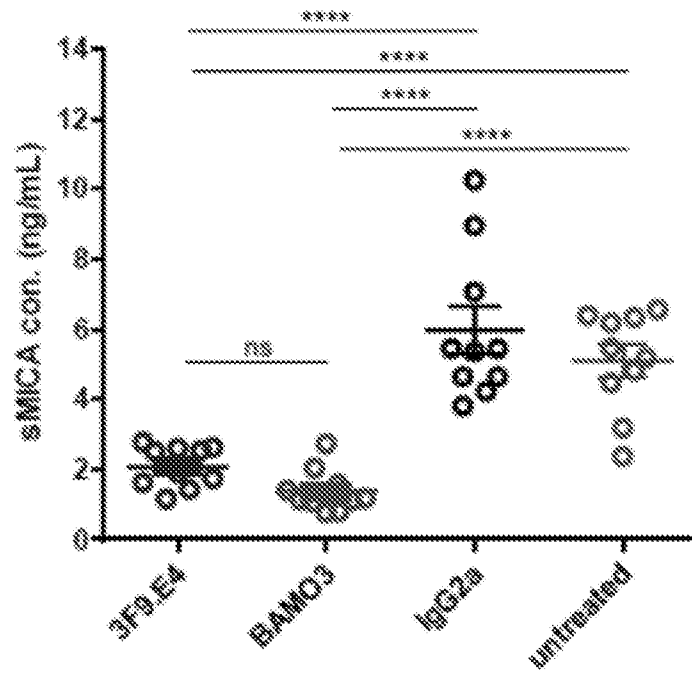 ****
14
****
12
****
****
10
8
6
ns
4
2
0
sMICA con. (ng/mL)
3F9.E4
BAMO3
IgG2a
untreated